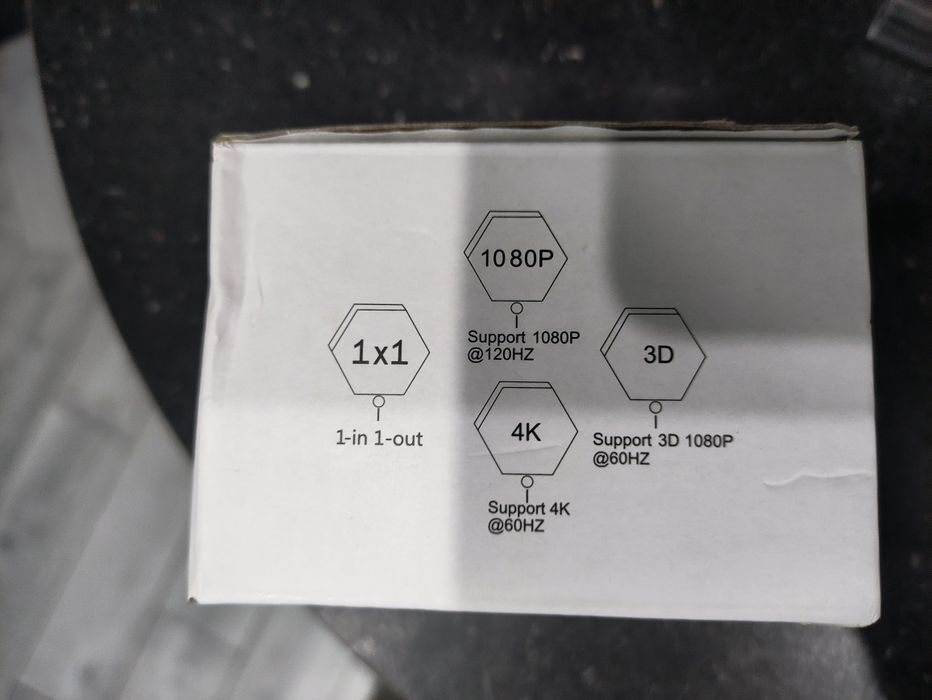 1x1
1-in 1-out
1080P
Support 1080P
@120HZ
4K
Support 4K
@60HZ
3D
Support 3D 1080P
@60HZ